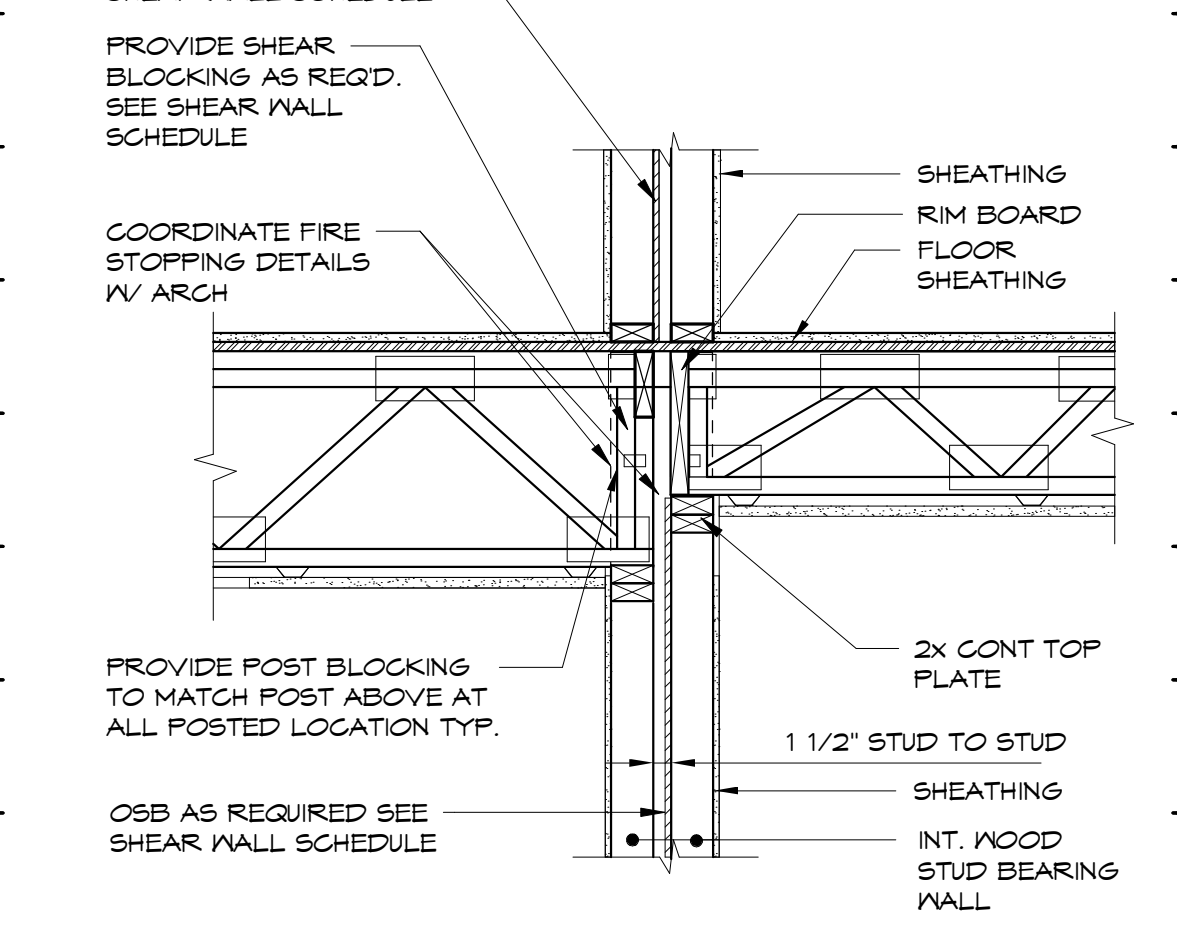 PROVIDE SHEAR
BLOCKING AS REQ'D.
SEE SHEAR WALL
SCHEDULE
COORDINATE FIRE
STOPPING DETAILS
W/ ARCH
SHEATHING
RIM BOARD
FLOOR
SHEATHING
PROVIDE POST BLOCKING
TO MATCH POST ABOVE AT
ALL POSTED LOCATION TYP.
2x CONT TOP
PLATE
1 1/2" STUD TO STUD
SHEATHING
OSB AS REQUIRED SEE
SHEAR WALL SCHEDULE
INT. WOOD
STUD BEARING
WALL